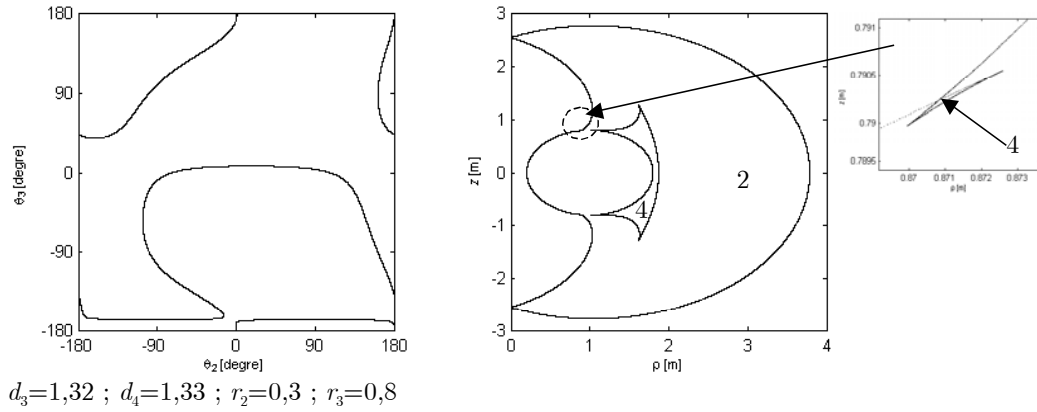 180
90
0
-90
-180
-180 -90 0 90 180
θ₃ [degre]
θ₂ [degre]
3
2
1
0
-1
-2
-3
0 1 2 3 4
z [m]
ρ [m]
2
4
0.791
0.7905
0.79
0.7895
0.87 0.871 0.872 0.873
z [m]
ρ [m]
4
d₃=1,32 ; d₄=1,33 ; r₂=0,3 ; r₃=0,8